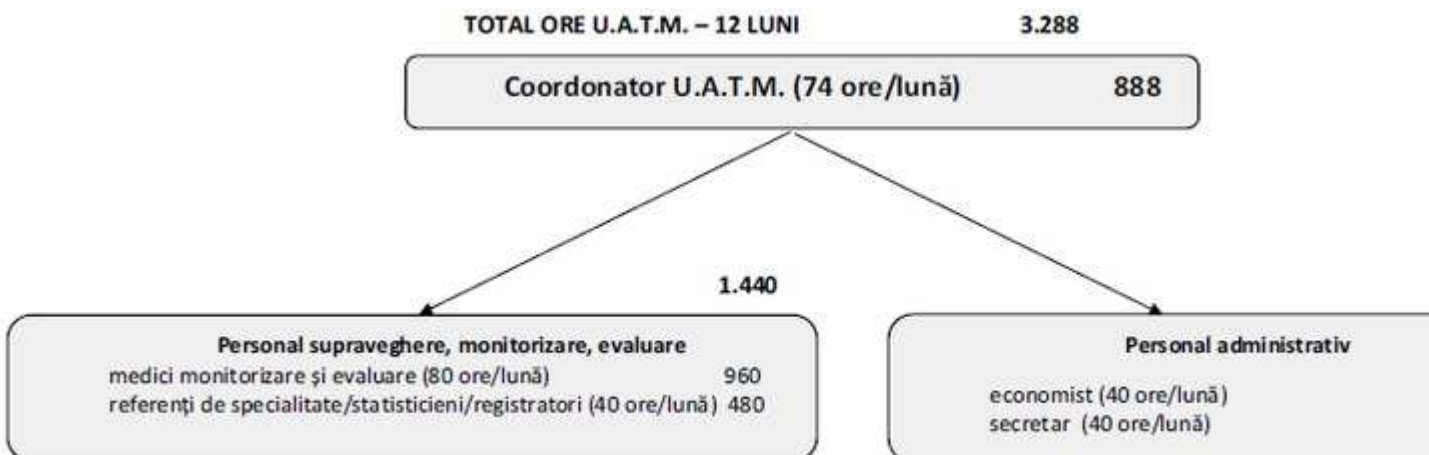 TOTAL ORE U.A.T.M. – 12 LUNI 3.288
Coordonator U.A.T.M. (74 ore/lună) 888
1.440
Personal supraveghere, monitorizare, evaluare
medici monitorizare și evaluare (80 ore/lună) 960
referenți de specialitate/statisticieni/registratori (40 ore/lună) 480
Personal administrativ
economist (40 ore/lună)
secretar (40 ore/lună)